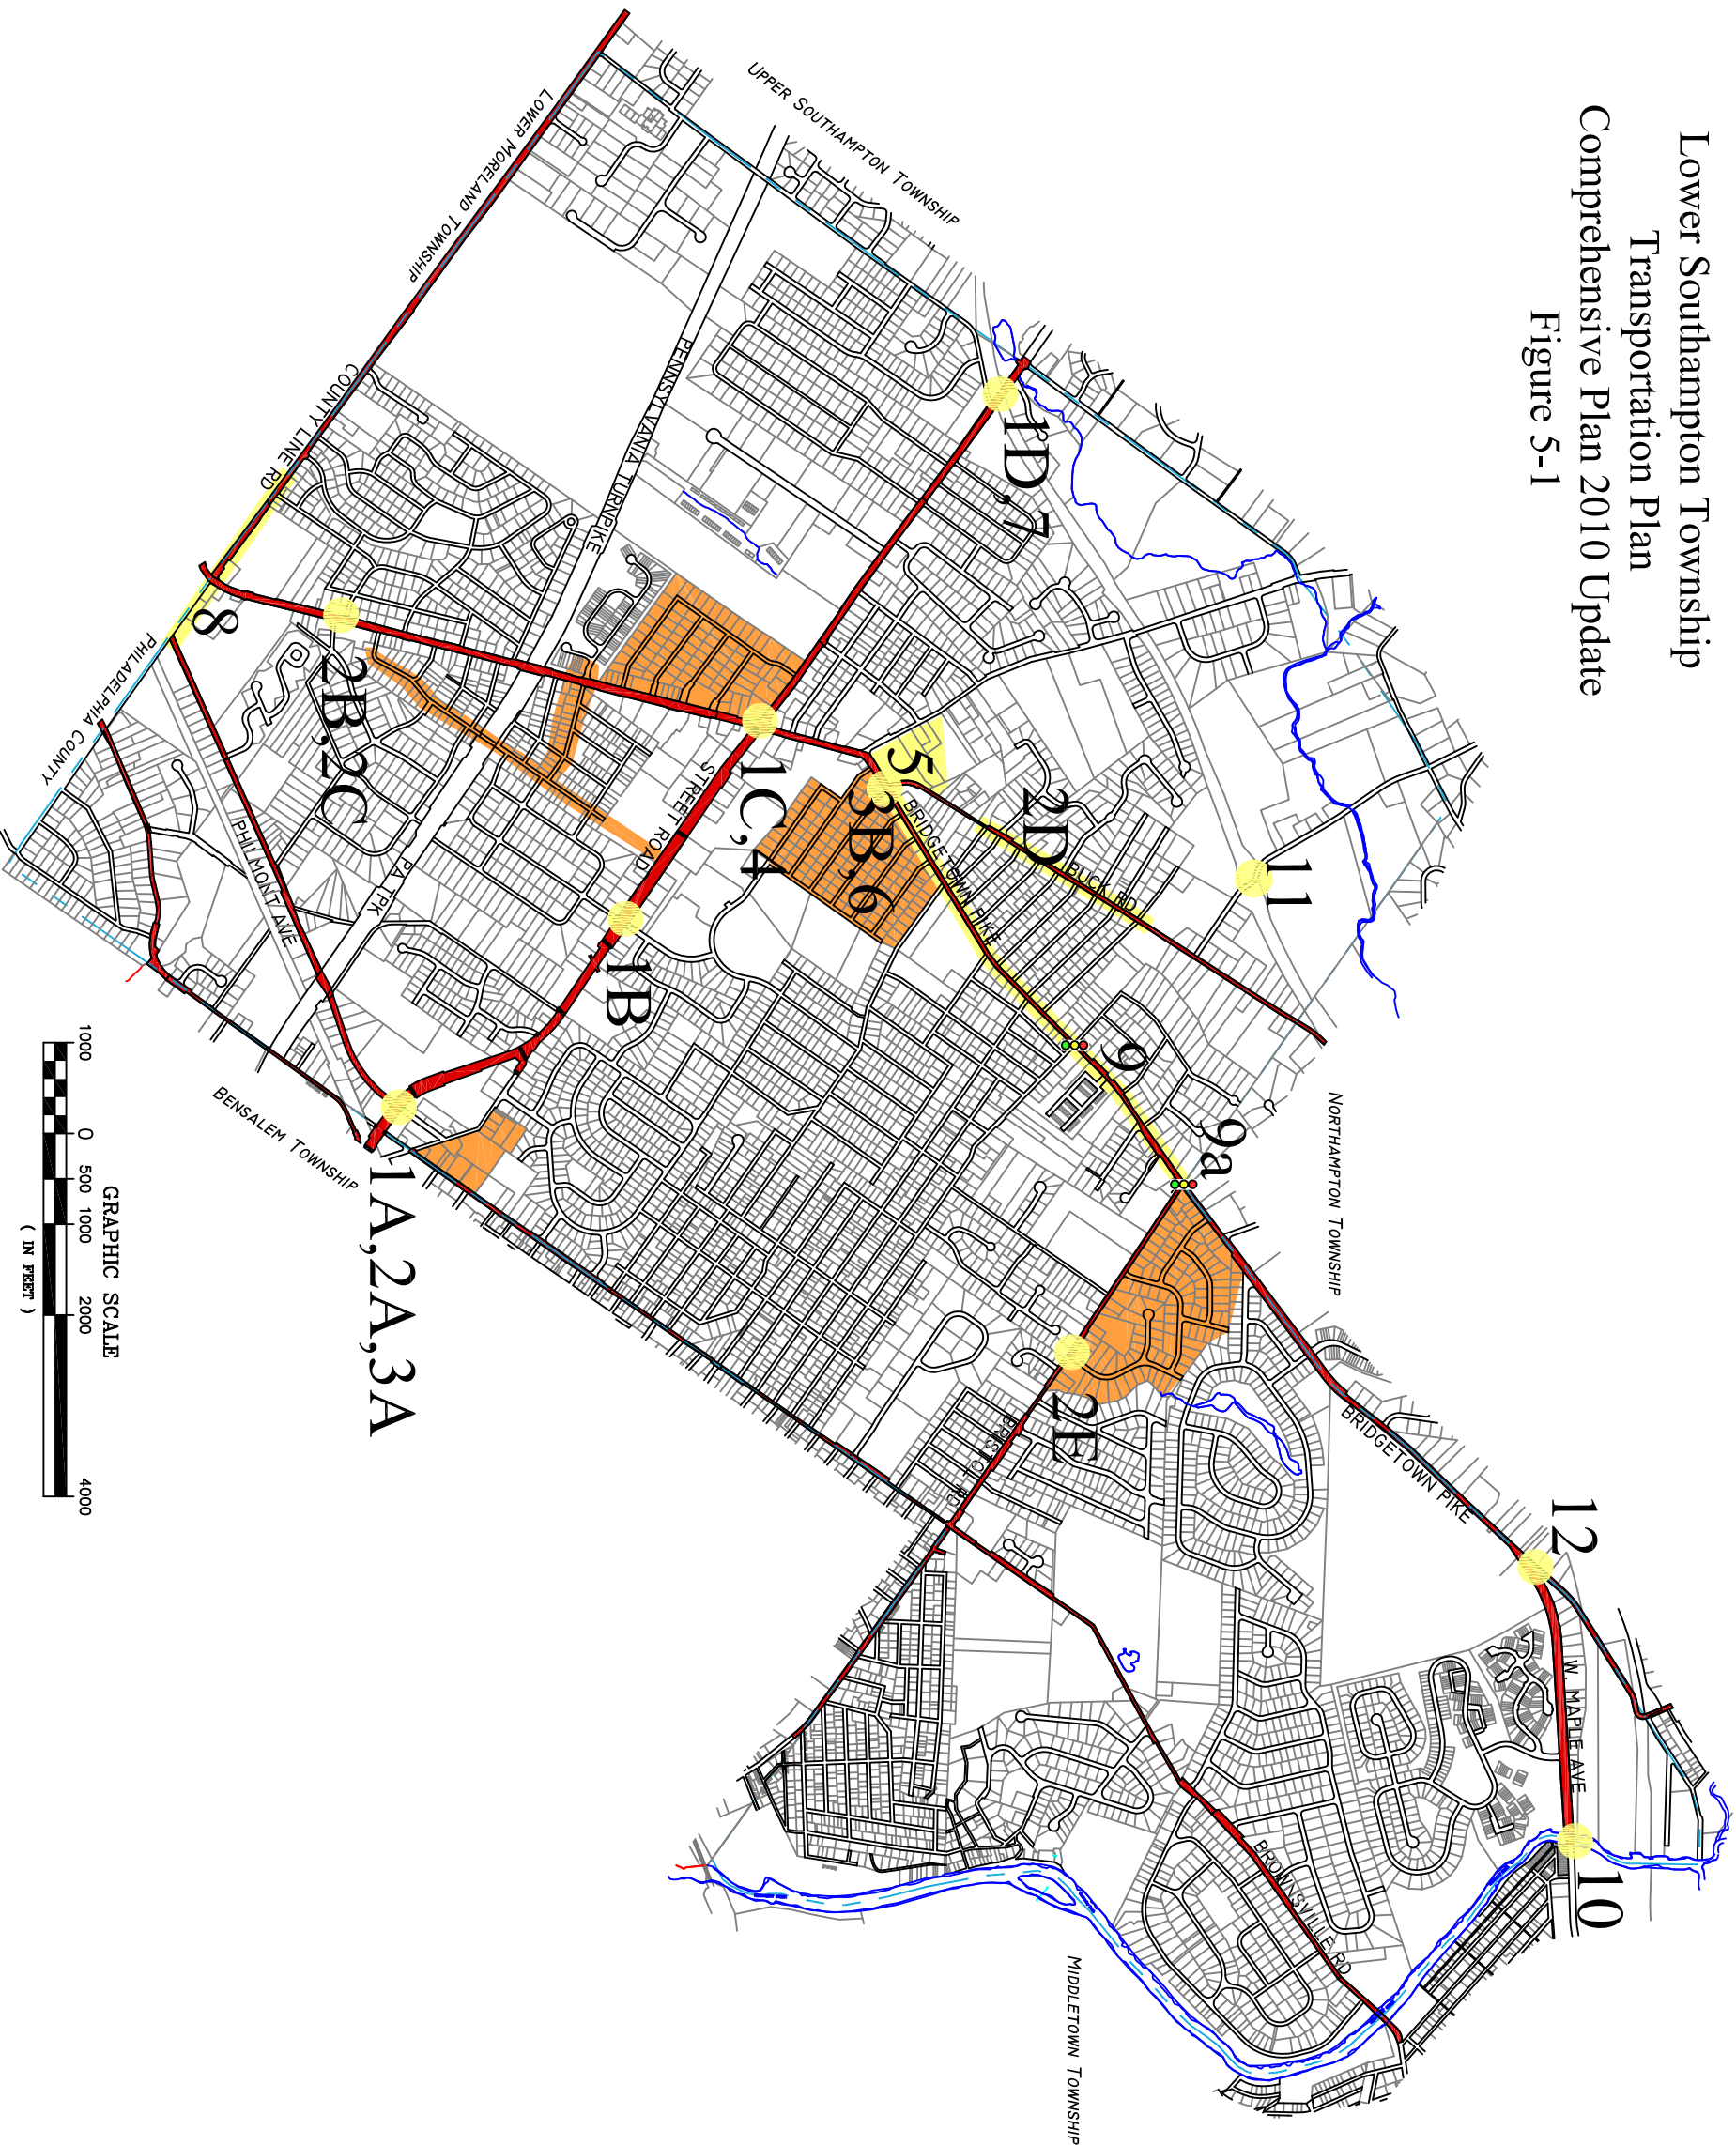 Lower Southampton Township
Transportation Plan
Comprehensive Plan 2010 Update
Figure 5-1
UPPER SOUTHAMPTON TOWNSHIP
LOWER MORELAND TOWNSHIP
PENNSYLVANIA TURNPIKE
COUNTY LINE RD
1D,7
8
2B,2C
PHILADELPHIA COUNTY
PHILMONT AVE
PA TPK
STREET ROAD
1C,4
5
3B,6
BRIDGETOWN PIKE
2D
BUCK RD
11
1B
9
9a
NORTHAMPTON TOWNSHIP
BENSALEM TOWNSHIP
1A,2A,3A
2E
BRISTOL RD
BRIDGETOWN PIKE
12
W. MAPLE AVE
10
BROWNSVILLE RD
MIDDLETOWN TOWNSHIP
GRAPHIC SCALE
1000 0 500 1000 2000 4000
( IN FEET )